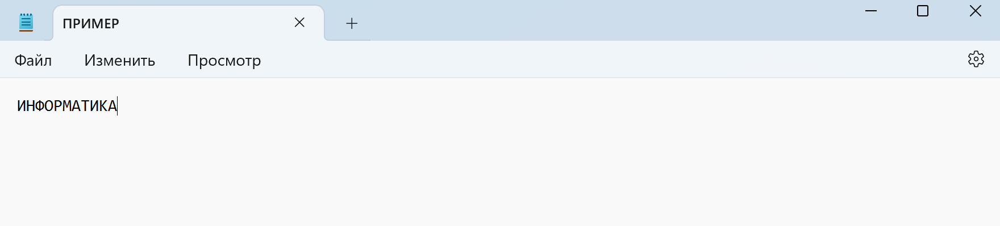 ПРИМЕР
Файл Изменить Просмотр
ИНФОРМАТИКА